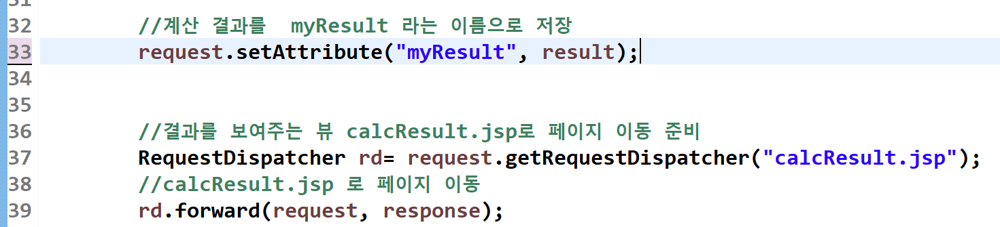 31
32 //계산 결과를  myResult 라는 이름으로 저장
33 request.setAttribute("myResult", result);
34
35
36 //결과를 보여주는 뷰 calcResult.jsp로 페이지 이동 준비
37 RequestDispatcher rd= request.getRequestDispatcher("calcResult.jsp");
38 //calcResult.jsp 로 페이지 이동
39 rd.forward(request, response);